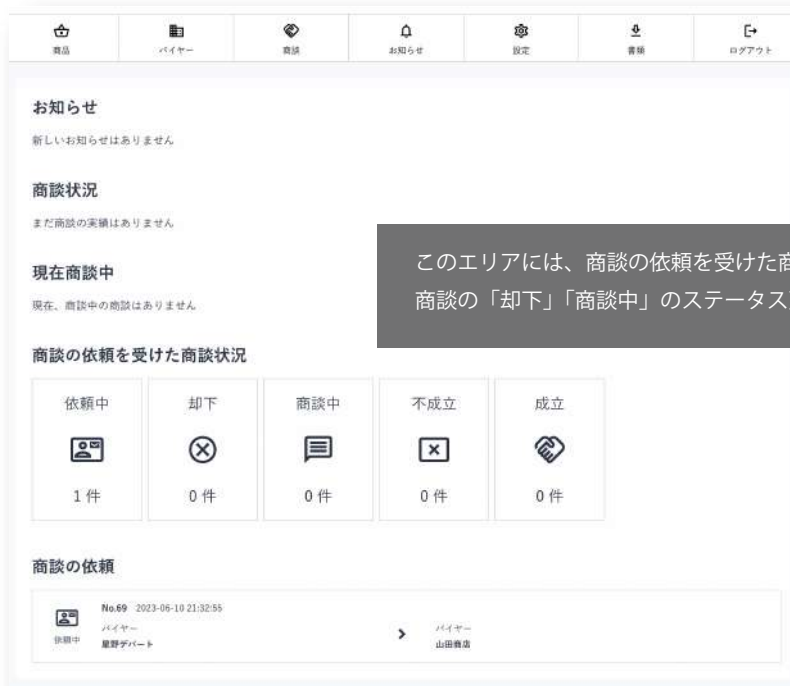 商品 バイヤー 商談 お知らせ 設定 書類 ログアウト
お知らせ
新しいお知らせはありません
商談状況
まだ商談の実績はありません
このエリアには、商談の依頼を受けた商
商談の「却下」「商談中」のステータス
現在商談中
現在、商談中の商談はありません
商談の依頼を受けた商談状況
依頼中 却下 商談中 不成立 成立
1 件 0 件 0 件 0 件 0 件
商談の依頼
No.69 2023-06-10 21:32:55
バイヤー バイヤー
依頼中 星野デパート 山田商店